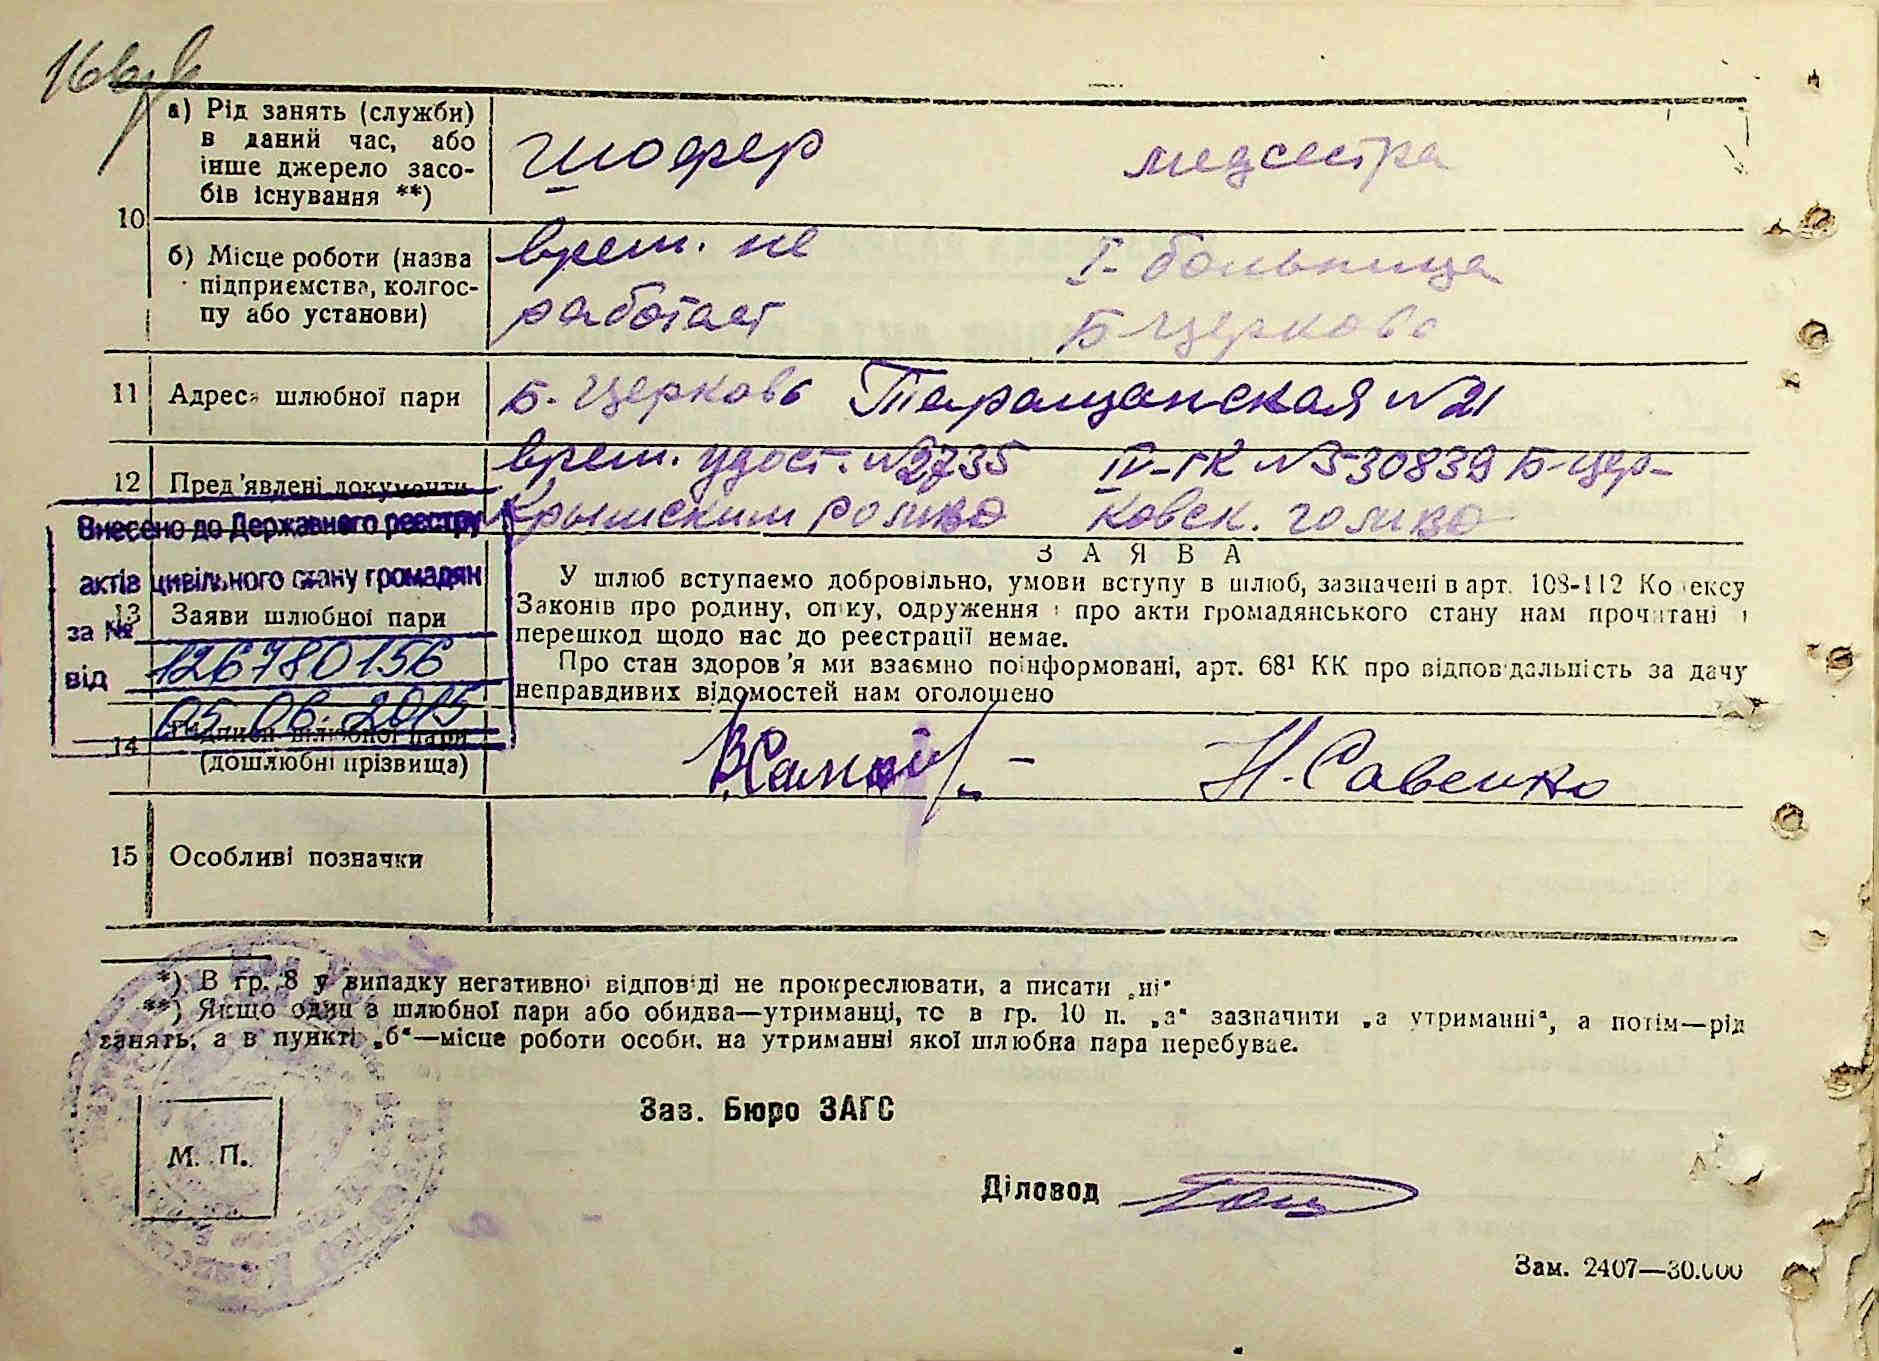 а) Рід занять (служби)
в даний час, або
інше джерело засо-
бів існування **)
шофер
медсестра
10
б) Місце роботи (назва
підприємства, колгос-
пу або установи)
врем. не
работает
I-больница
Б-Церковь
11 Адреса шлюбної пари
Б. Церковь Таращанская №21
12 Пред'явлені документи
врем. удост. №2735
Крымским ролмво
IV-ГК №530839 Б-Цер-
ковск. голмво
Внесено до Державного реєстру
актів цивільного стану громадян
за № 126780156
від 05.06.2015
13 Заяви шлюбної пари
ЗАЯВА
У шлюб вступаємо добровільно, умови вступу в шлюб, зазначені в арт. 108-112 Кодексу
Законів про родину, опіку, одруження і про акти громадянського стану нам прочитані і
перешкод щодо нас до реєстрації немає.
Про стан здоров'я ми взаємно поінформовані, арт. 68¹ КК про відповідальність за дачу
неправдивих відомостей нам оголошено
14 Підписи шлюбної пари
(дошлюбні прізвища)
Н. Савенко
15 Особливі позначки
*) В гр. 8 у випадку негативної відповіді не прокреслювати, а писати „ні"
**) Якщо один з шлюбної пари або обидва—утриманці, то в гр. 10 п. „а" зазначити „а утриманні", а потім—рід
занять, а в пункті „б"—місце роботи особи, на утриманні якої шлюбна пара перебуває.
Заз. Бюро ЗАГС
М. П.
Діловод
Зам. 2407—30.000